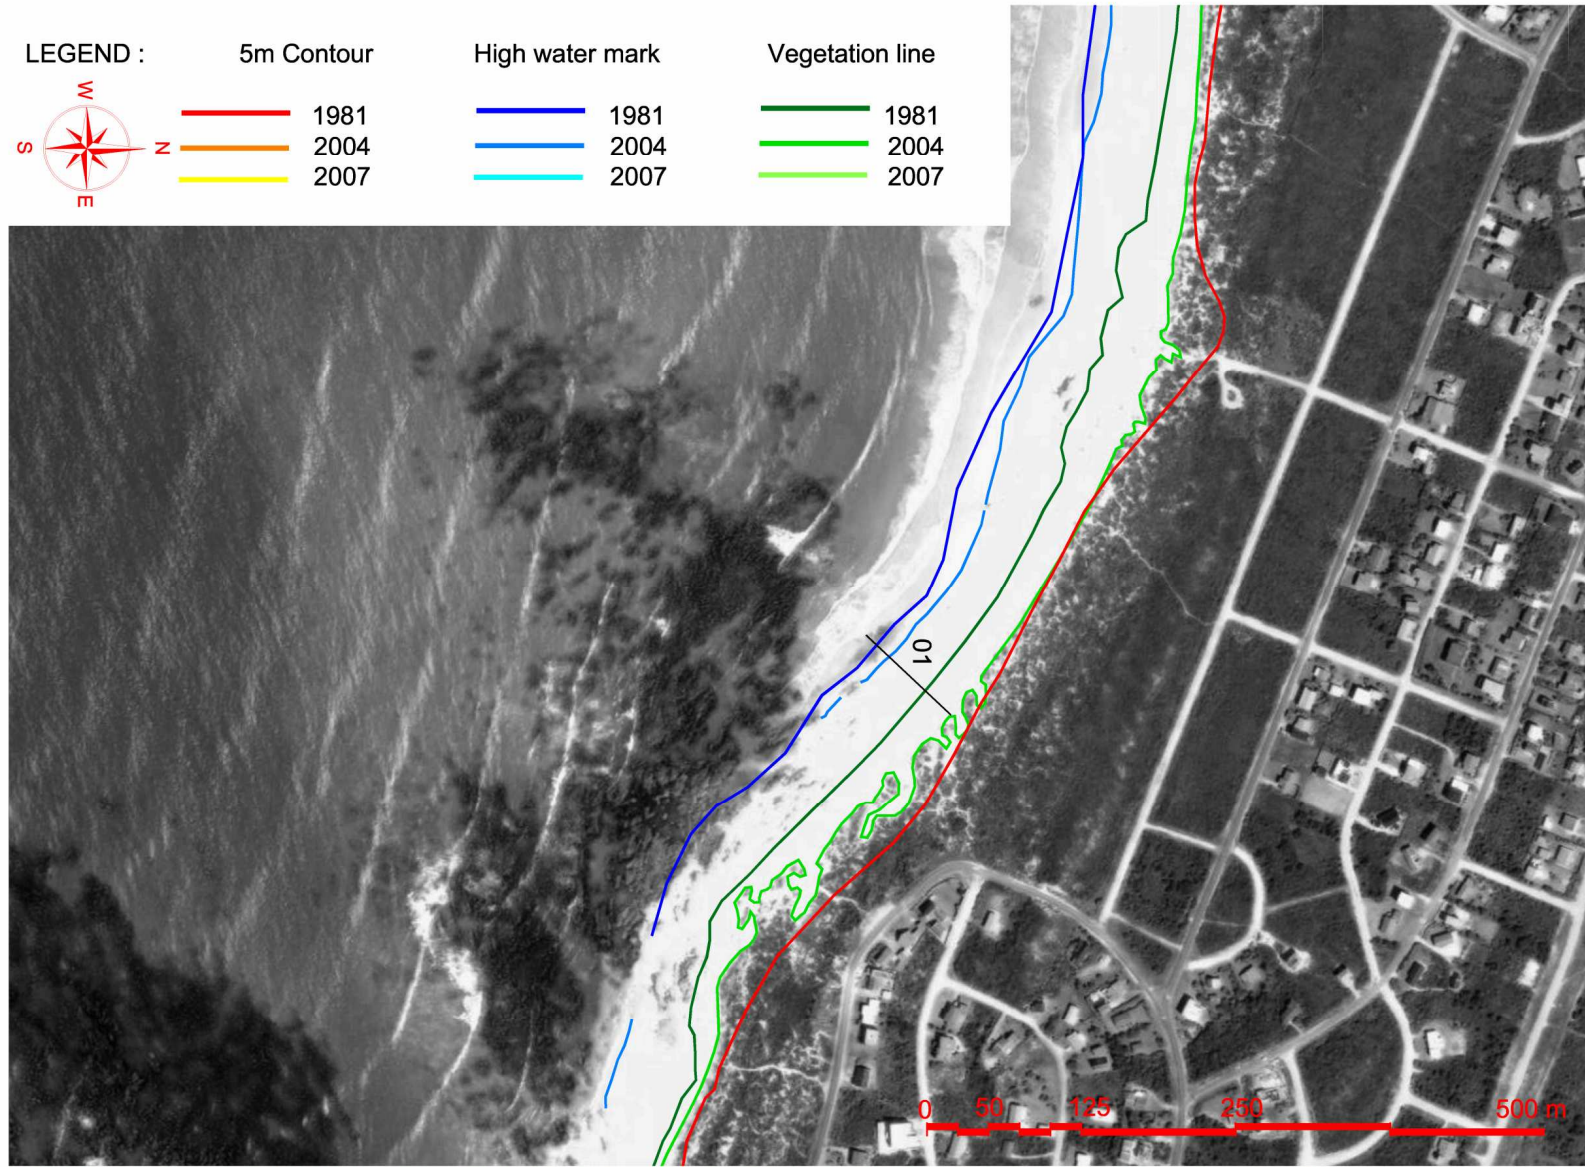 LEGEND : 5m Contour High water mark Vegetation line
W
S N
E
1981 1981 1981
2004 2004 2004
2007 2007 2007
01
0 50 125 250 500 m